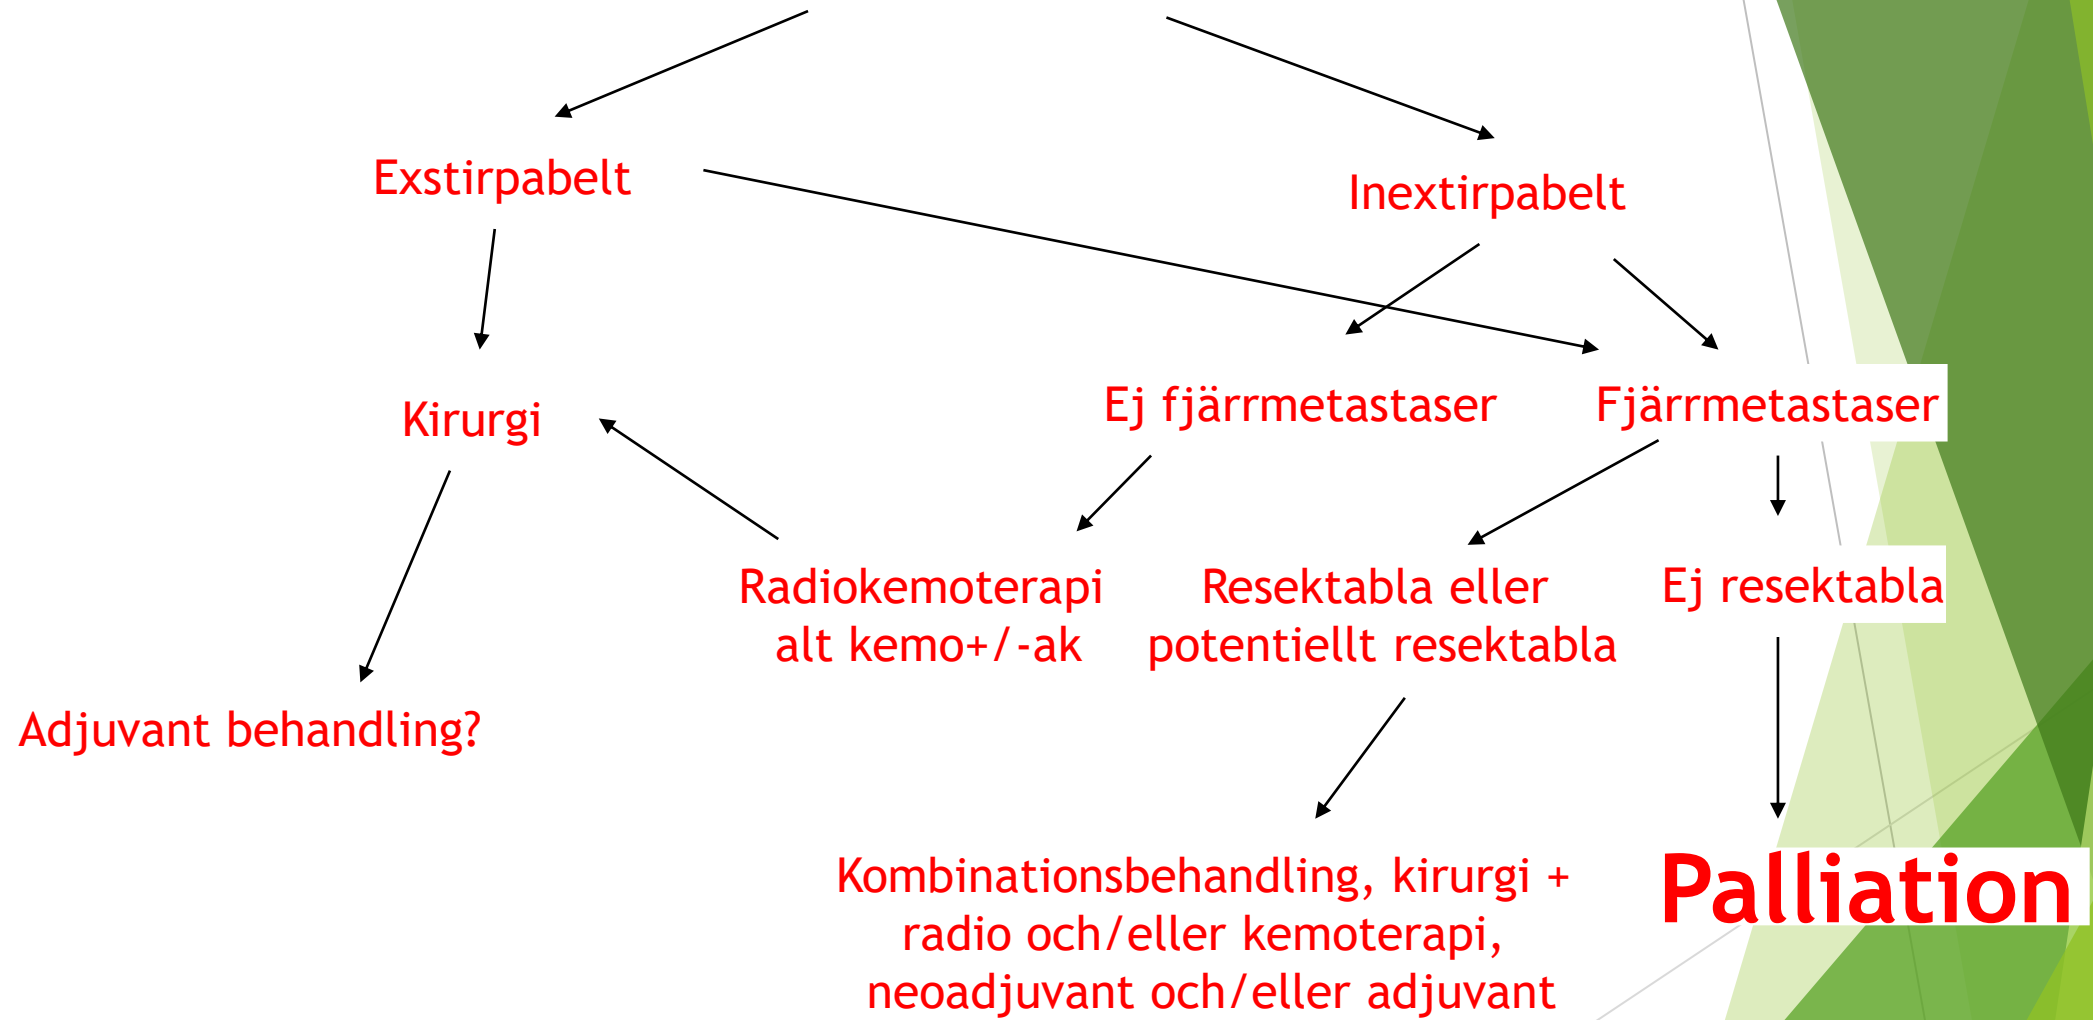 Exstirpabelt
Inextirpabelt
Kirurgi
Ej fjärrmetastaser
Fjärrmetastaser
Radiokemoterapi
alt kemo+/-ak
Resektabla eller
potentiellt resektabla
Ej resektabla
Adjuvant behandling?
Kombinationsbehandling, kirurgi +
radio och/eller kemoterapi,
neoadjuvant och/eller adjuvant
Palliation